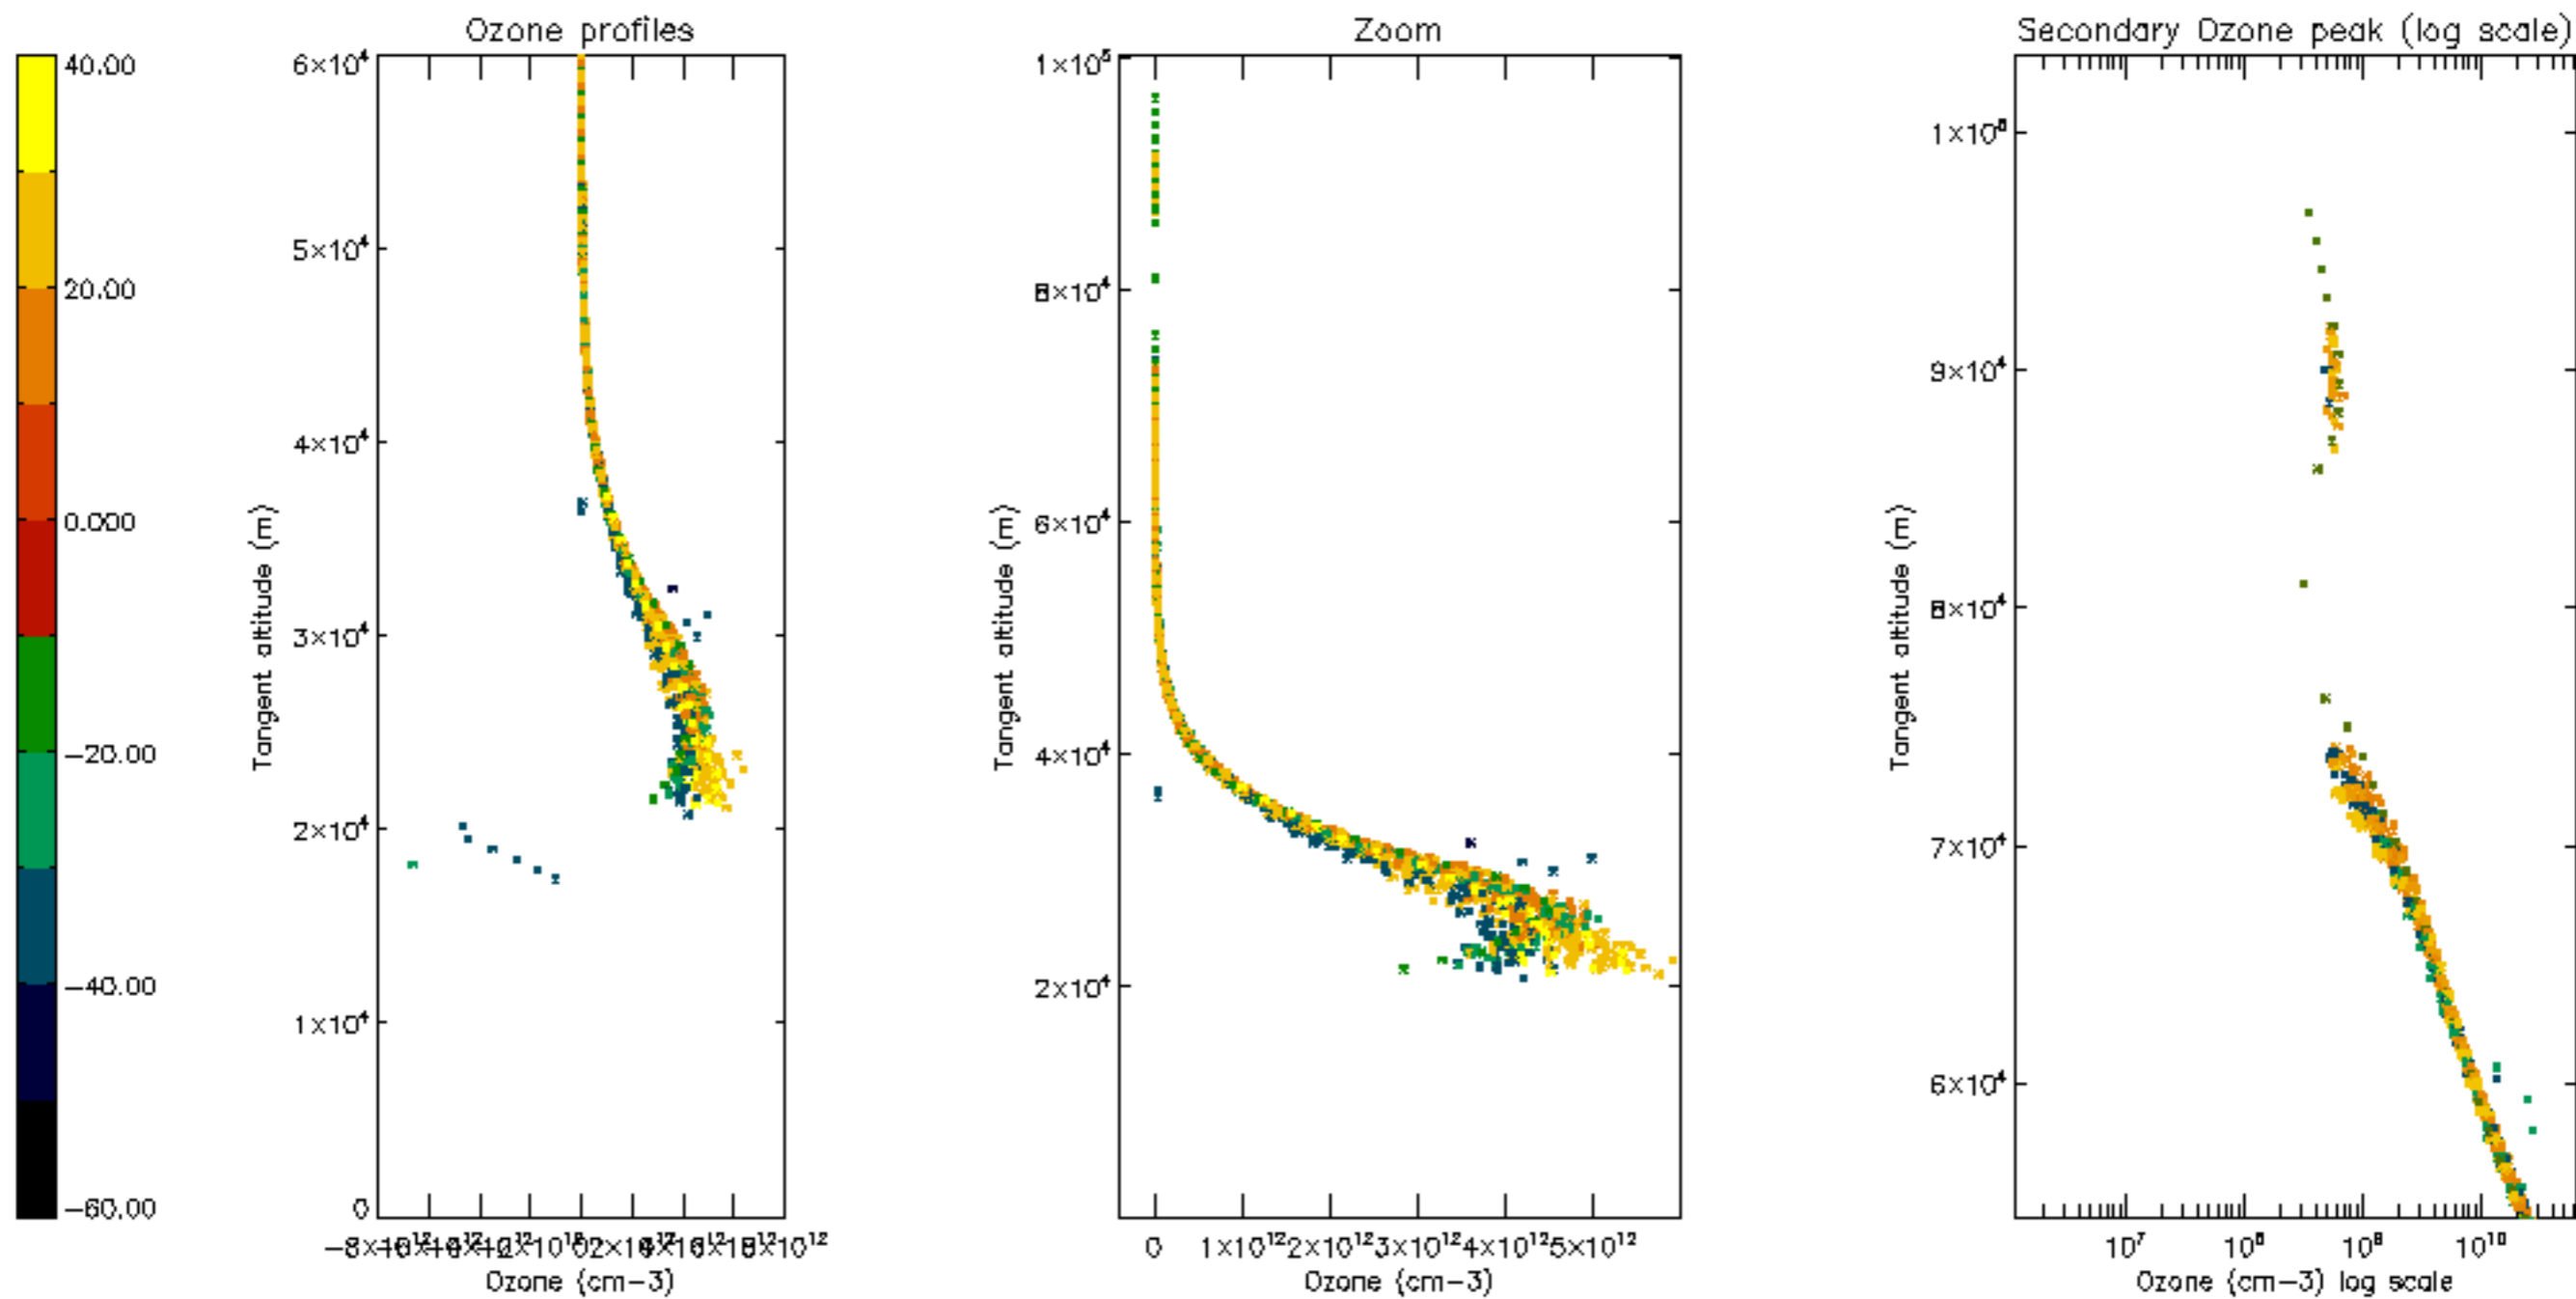 Ozone profiles
40.00
20.00
0.000
−20.00
−40.00
−60.00
6×10⁴
5×10⁴
4×10⁴
3×10⁴
2×10⁴
1×10⁴
0
Tangent altitude (m)
8×10¹²
Ozone (cm−3)
Zoom
1×10⁵
8×10⁴
6×10⁴
4×10⁴
2×10⁴
Tangent altitude (m)
0 1×10¹² 2×10¹² 3×10¹² 4×10¹² 5×10¹²
Ozone (cm−3)
Secondary Ozone peak (log scale)
1×10⁵
9×10⁴
8×10⁴
7×10⁴
6×10⁴
Tangent altitude (m)
10⁷ 10⁸ 10⁹ 10¹⁰
Ozone (cm−3) log scale